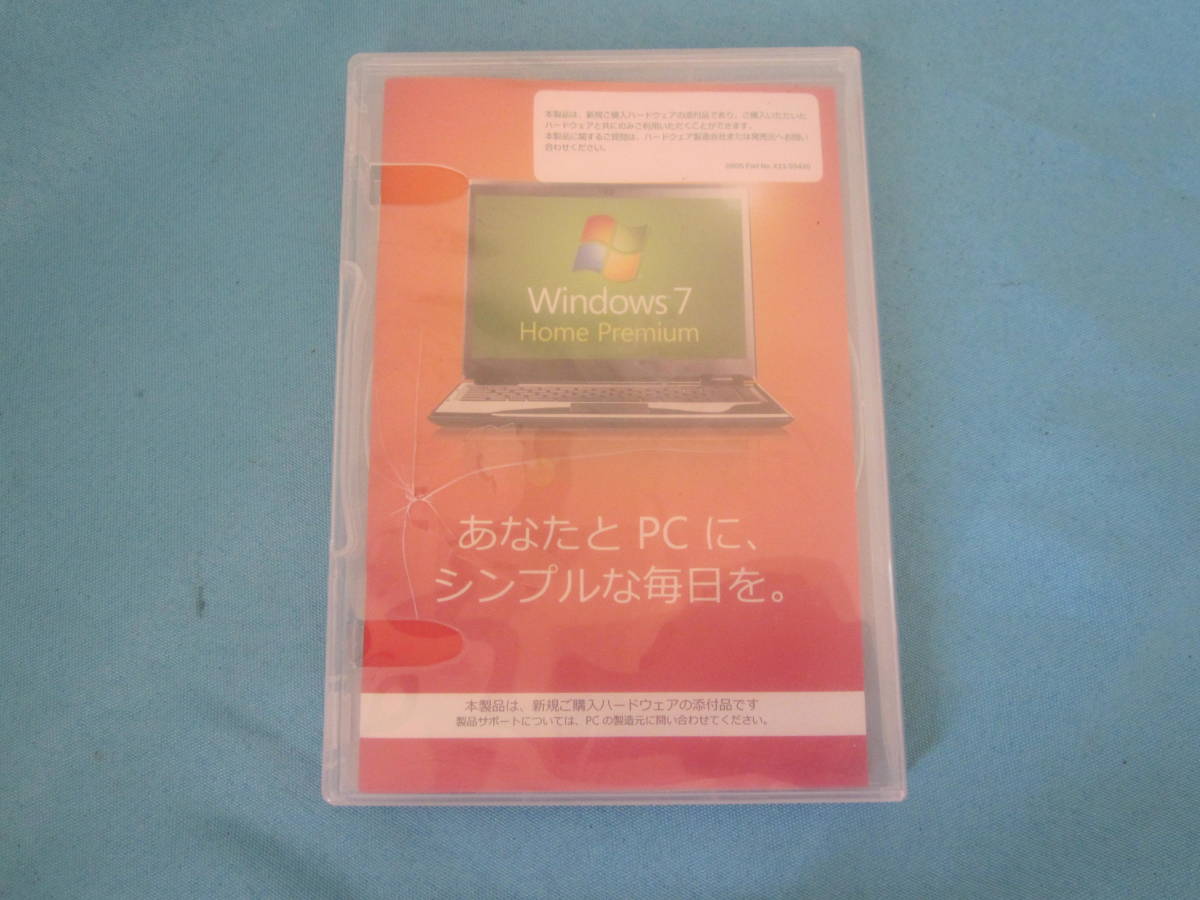 本製品は、新規ご購入ハードウェアの添付品であり、ご購入いただいた
ハードウェアと共にのみご利用いただくことができます。
本製品に関するご質問は、ハードウェア製造会社または発売元へお問い
合わせください。
Part No.
Windows 7
Home Premium
あなたと PC に、
シンプルな毎日を。
本製品は、新規ご購入ハードウェアの添付品です
製品サポートについては、PC の製造元に問い合わせてください。